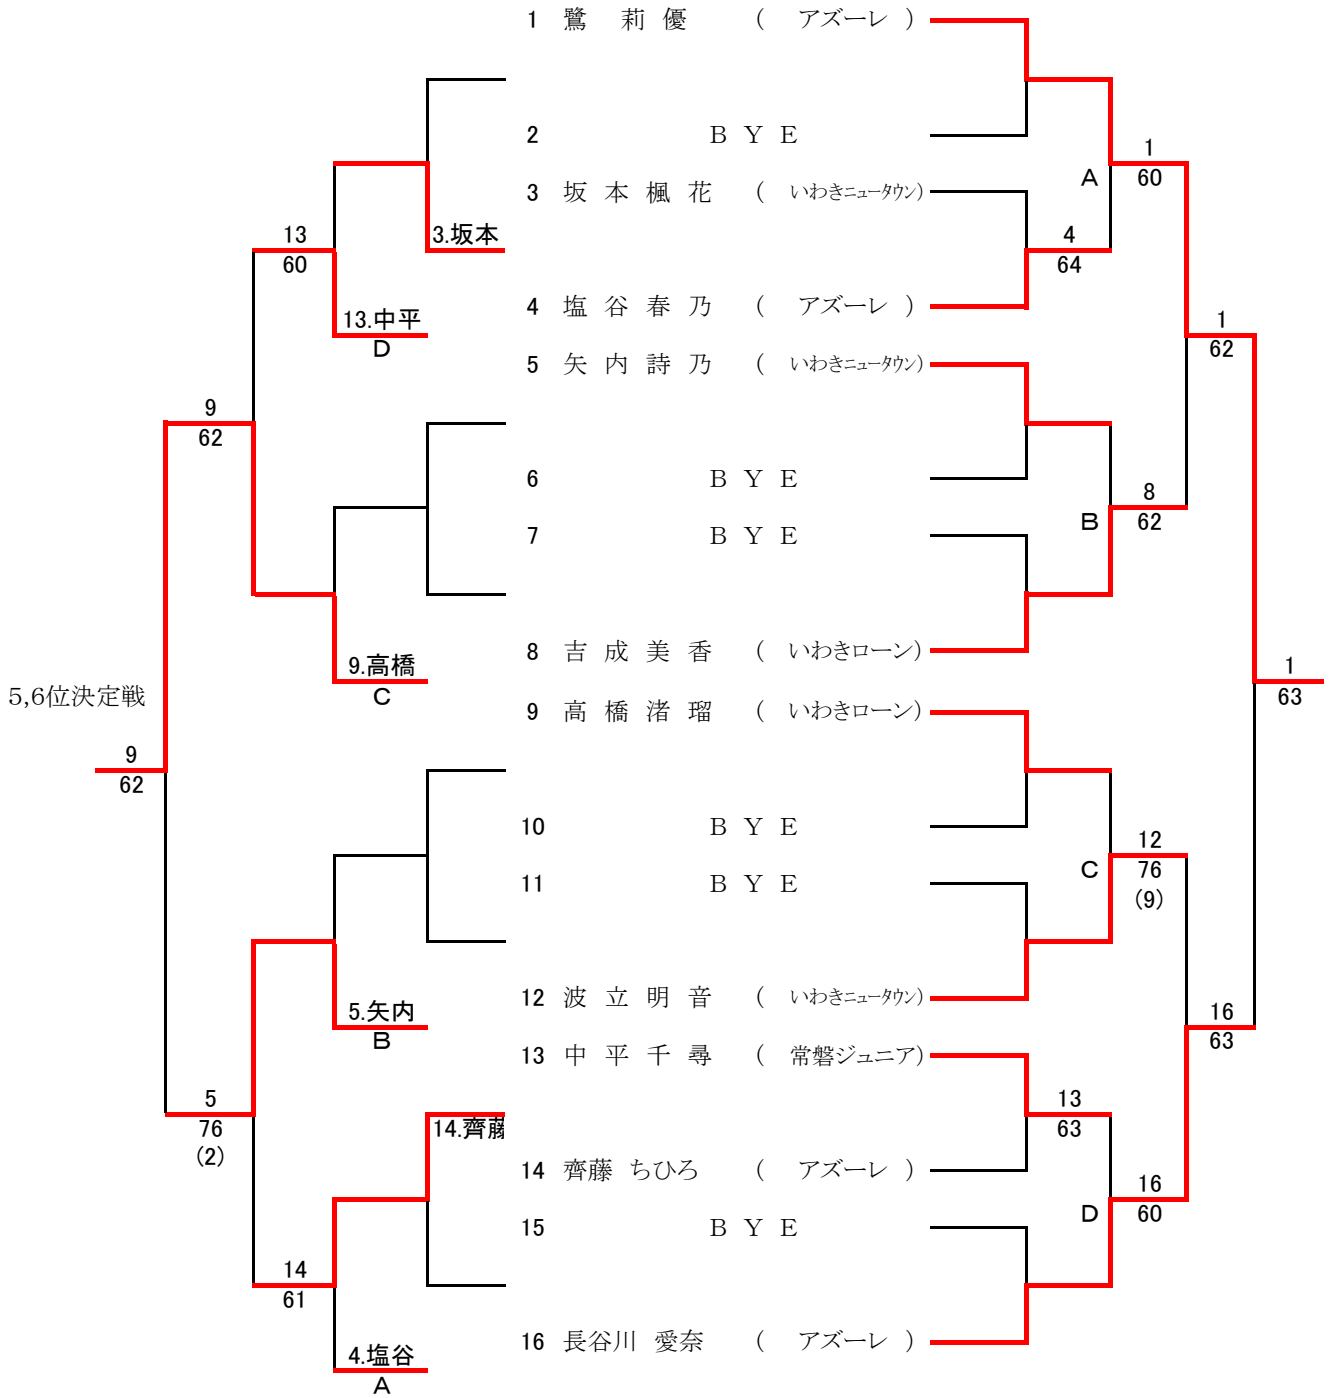 1 鷺 莉 優 ( アズーレ )
2 B Y E
1
60
A
3 坂 本 楓 花 ( いわきニュータウン)
13
60
3.坂本
4
64
4 塩 谷 春 乃 ( アズーレ )
13.中平
D
1
62
5 矢 内 詩 乃 ( いわきニュータウン)
9
62
6 B Y E
8
62
B
7 B Y E
8 吉 成 美 香 ( いわきローン)
9.高橋
C
1
63
5,6位決定戦
9 高 橋 渚 瑠 ( いわきローン)
9
62
10 B Y E
12
76
(9)
C
11 B Y E
12 波 立 明 音 ( いわきニュータウン)
5.矢内
B
16
63
13 中 平 千 尋 ( 常磐ジュニア)
5
76
(2)
14.齊藤
13
63
14 齊藤 ちひろ ( アズーレ )
16
60
D
15 B Y E
14
61
16 長谷川 愛奈 ( アズーレ )
4.塩谷
A